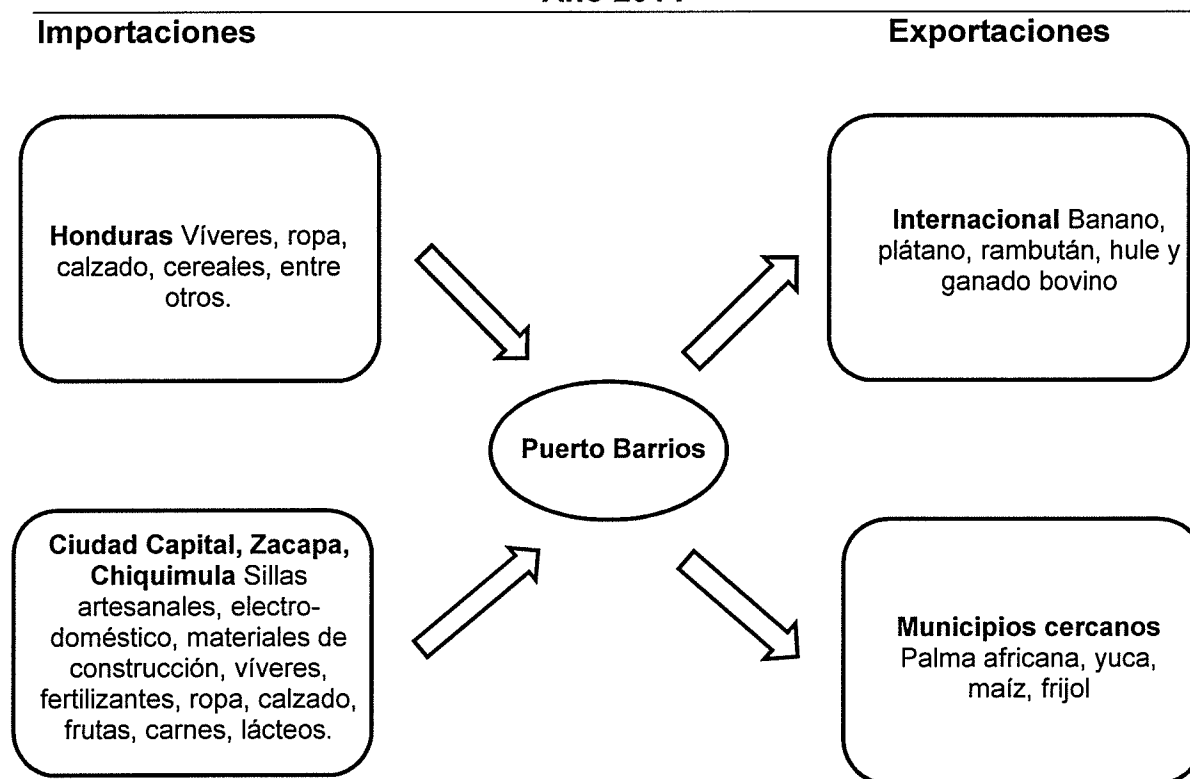 Importaciones
Exportaciones
Honduras Víveres, ropa,
calzado, cereales, entre
otros.
Internacional Banano,
plátano, rambután, hule y
ganado bovino
Puerto Barrios
Ciudad Capital, Zacapa,
Chiquimula Sillas
artesanales, electro-
doméstico, materiales de
construcción, víveres,
fertilizantes, ropa, calzado,
frutas, carnes, lácteos.
Municipios cercanos
Palma africana, yuca,
maíz, frijol